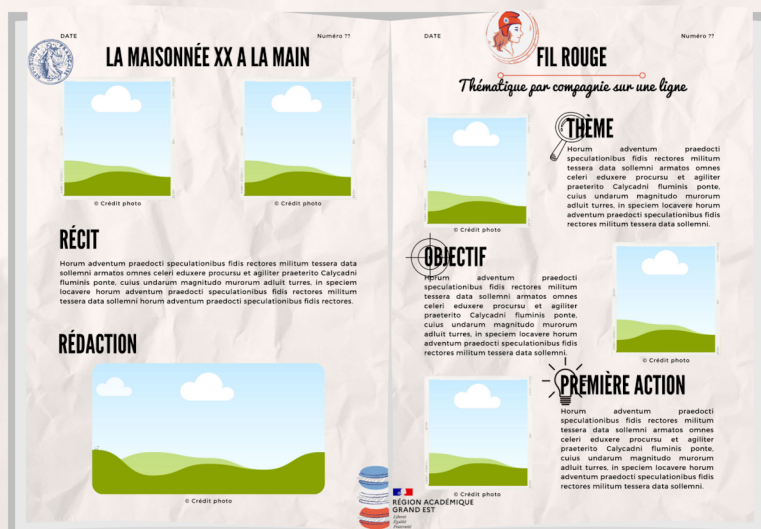 DATE
Numéro ??
LA MAISONNÉE XX A LA MAIN
© Crédit photo
© Crédit photo
RÉCIT
Horum adventum praedocti speculationibus fidis rectores militum tessera data
sollemni armatos omnes celeri eduxere procursu et agiliter praeterito Calycadni
fluminis ponte, cuius undarum magnitudo murorum adluit turres, in speciem
locavere horum adventum praedocti speculationibus fidis rectores militum
tessera data sollemni horum adventum praedocti speculationibus fidis rectores.
RÉDACTION
© Crédit photo
DATE
Numéro ??
FIL ROUGE
Thématique par compagnie sur une ligne
© Crédit photo
THÈME
Horum adventum praedocti
speculationibus fidis rectores militum
tessera data sollemni armatos omnes
celeri eduxere procursu et agiliter
praeterito Calycadni fluminis ponte,
cuius undarum magnitudo murorum
adluit turres, in speciem locavere horum
adventum praedocti speculationibus fidis
rectores militum tessera data sollemni.
OBJECTIF
Horum adventum praedocti
speculationibus fidis rectores militum
tessera data sollemni armatos omnes
celeri eduxere procursu et agiliter
praeterito Calycadni fluminis ponte,
cuius undarum magnitudo murorum
adluit turres, in speciem locavere horum
adventum praedocti speculationibus fidis
rectores militum tessera data sollemni.
© Crédit photo
PREMIÈRE ACTION
Horum adventum praedocti
speculationibus fidis rectores militum
tessera data sollemni armatos omnes
celeri eduxere procursu et agiliter
praeterito Calycadni fluminis ponte,
cuius undarum magnitudo murorum
adluit turres, in speciem locavere horum
adventum praedocti speculationibus fidis
rectores militum tessera data sollemni.
© Crédit photo
RÉGION ACADÉMIQUE
GRAND EST
Liberté
Égalité
Fraternité